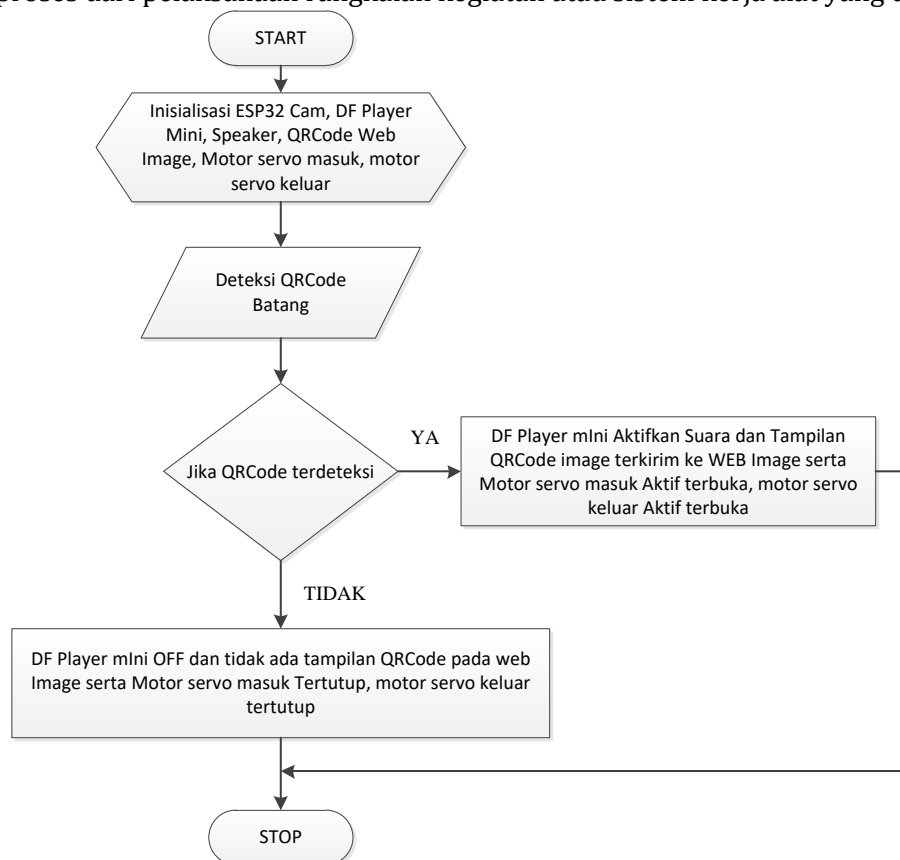 proses dari pelaksanaan rangkaian kegiatan atau sistem kerja alat yang
START
Inisialisasi ESP32 Cam, DF Player
Mini, Speaker, QRCode Web
Image, Motor servo masuk, motor
servo keluar
Deteksi QRCode
Batang
Jika QRCode terdeteksi
YA
DF Player mIni Aktifkan Suara dan Tampilan
QRCode image terkirim ke WEB Image serta
Motor servo masuk Aktif terbuka, motor servo
keluar Aktif terbuka
TIDAK
DF Player mIni OFF dan tidak ada tampilan QRCode pada web
Image serta Motor servo masuk Tertutup, motor servo keluar
tertutup
STOP